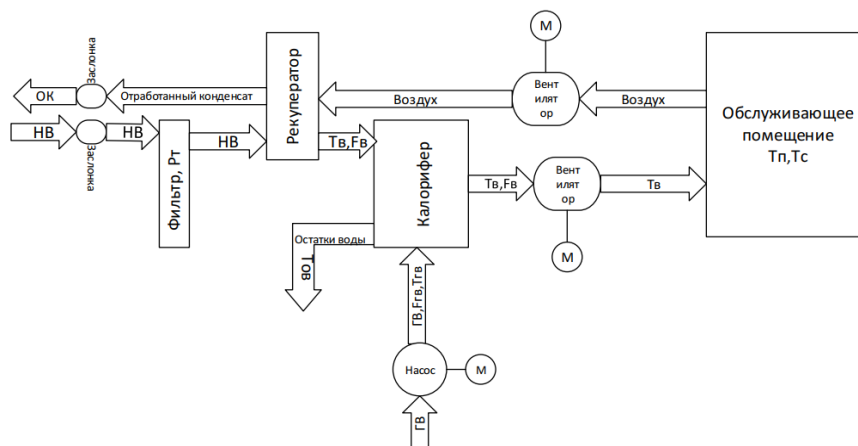 М
Заслонка
ОК
Отработанный конденсат
Рекуператор
Воздух
Вент
илят
ор
Воздух
Обслуживающее
помещение
Тп,Тс
НВ
НВ
Заслонка
Фильтр, Рт
НВ
Тв,Fв
Калорифер
Тв,Fв
Вент
илят
ор
Тв
М
Остатки воды
Тов
ГВ,Fгв,Тгв
Насос
М
ГВ